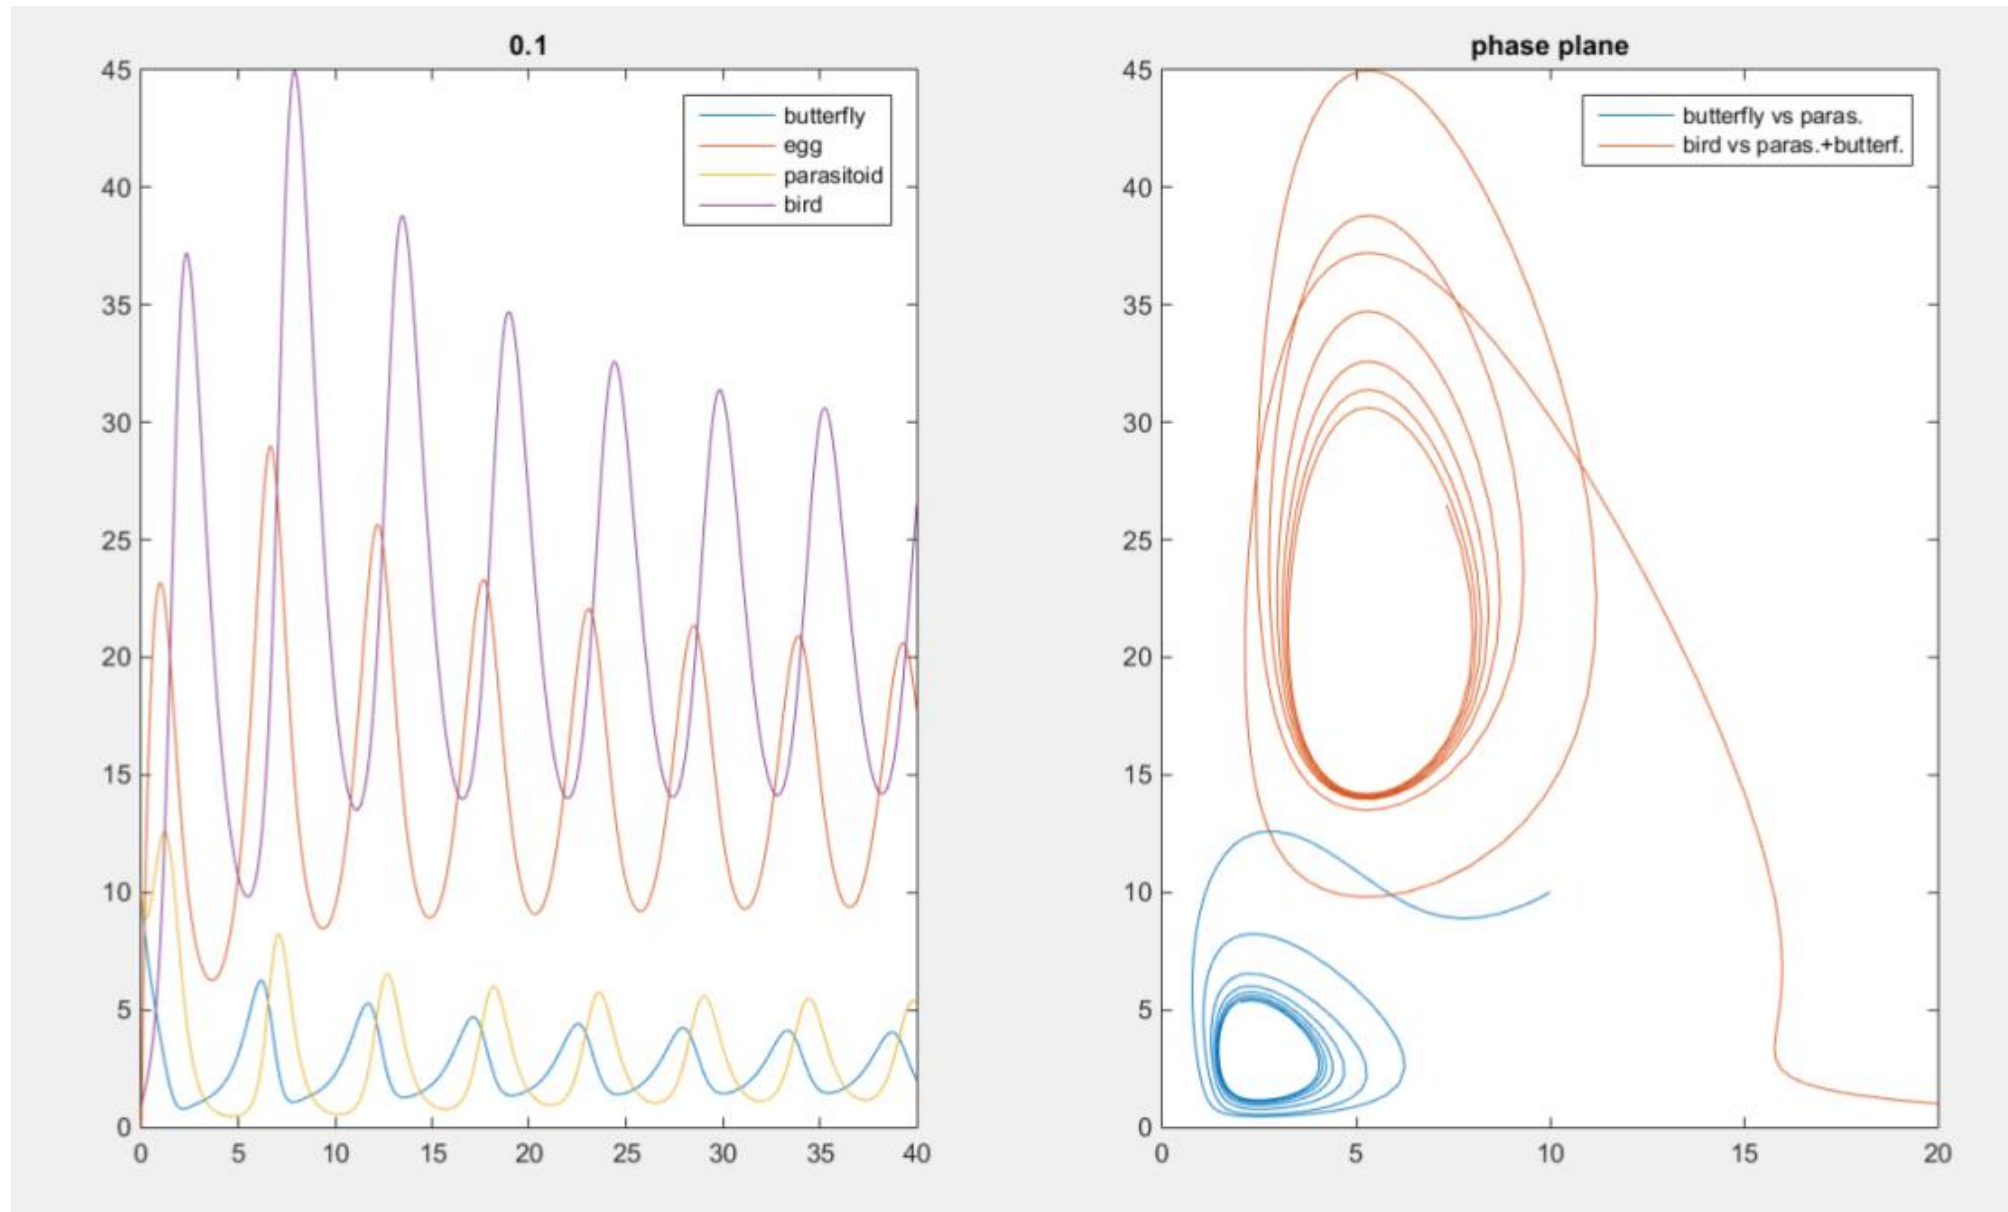 0.1
45
40
35
30
25
20
15
10
5
0
0 5 10 15 20 25 30 35 40
butterfly
egg
parasitoid
bird
phase plane
45
40
35
30
25
20
15
10
5
0
0 5 10 15 20
butterfly vs paras.
bird vs paras.+butterf.